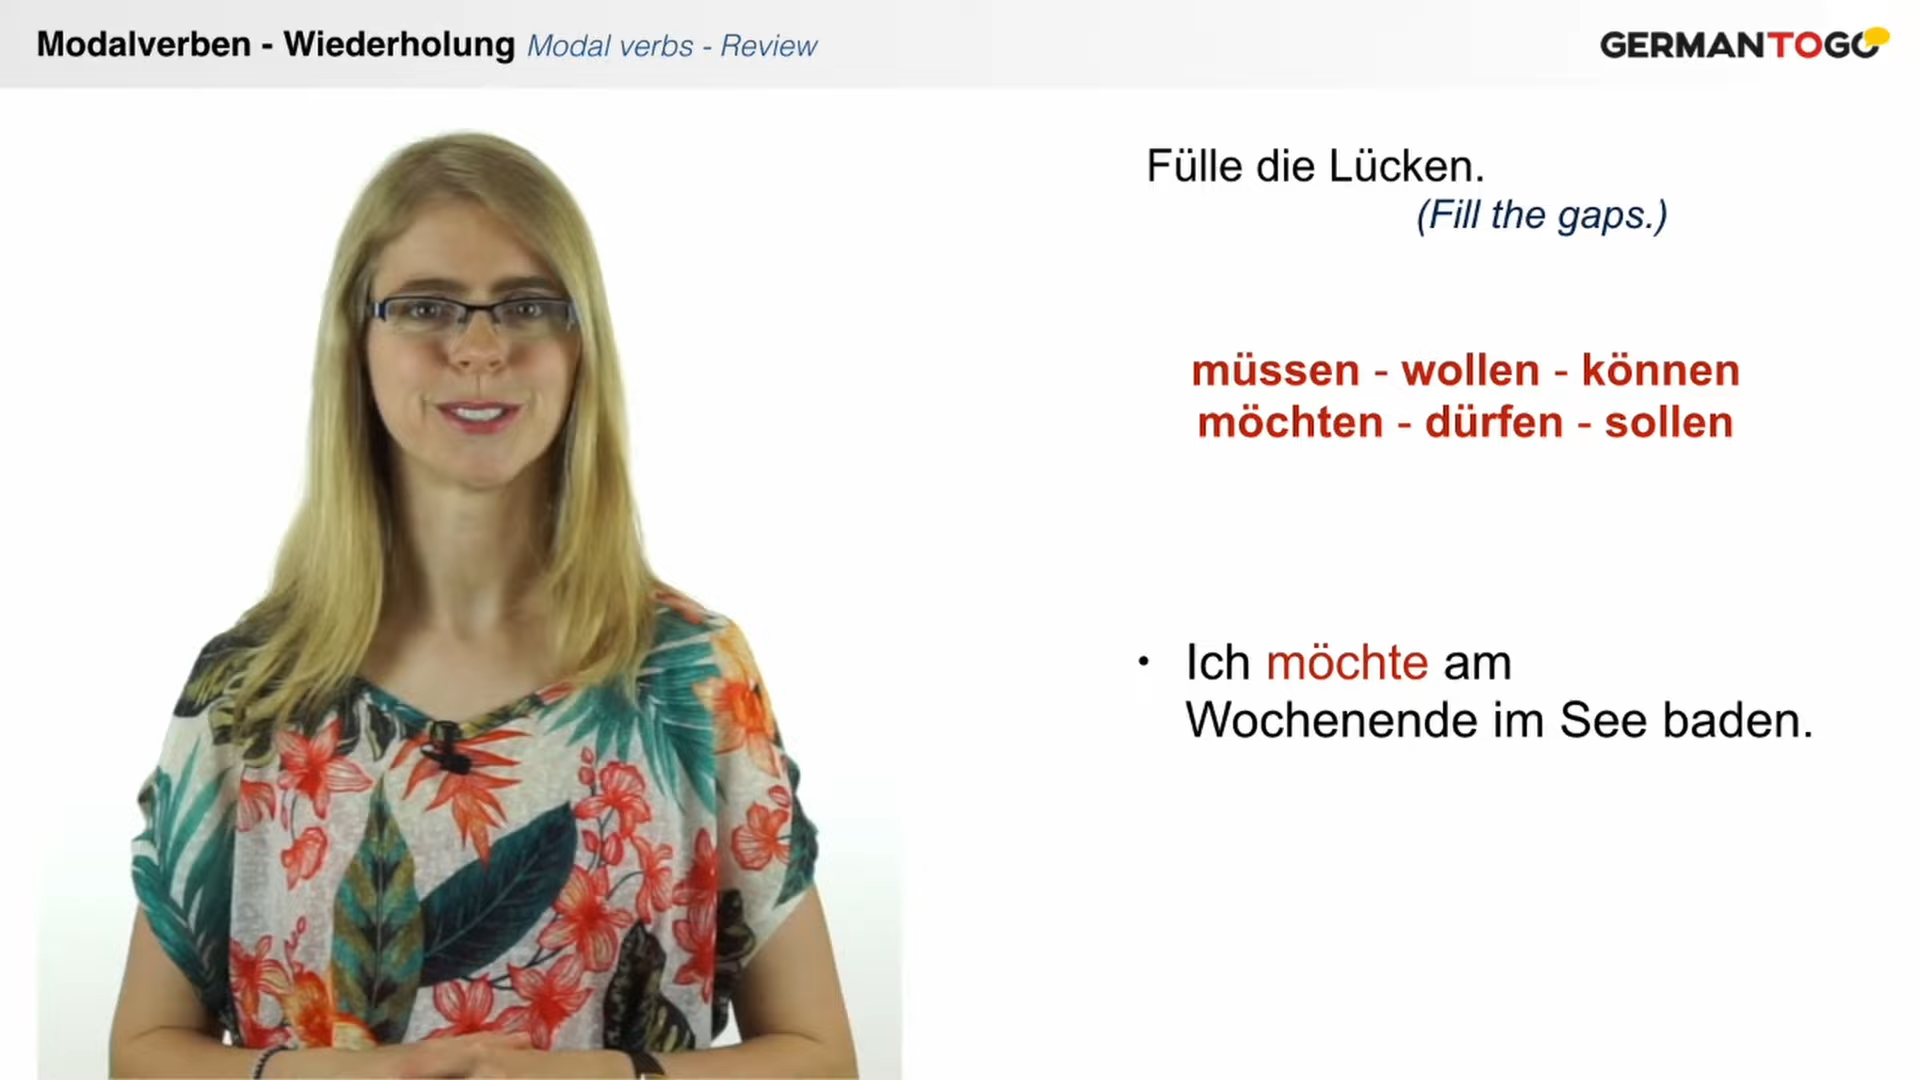 Modalverben - Wiederholung Modal verbs - Review
GERMANTOGO
Fülle die Lücken.
(Fill the gaps.)
müssen - wollen - können
möchten - dürfen - sollen
• Ich möchte am
Wochenende im See baden.